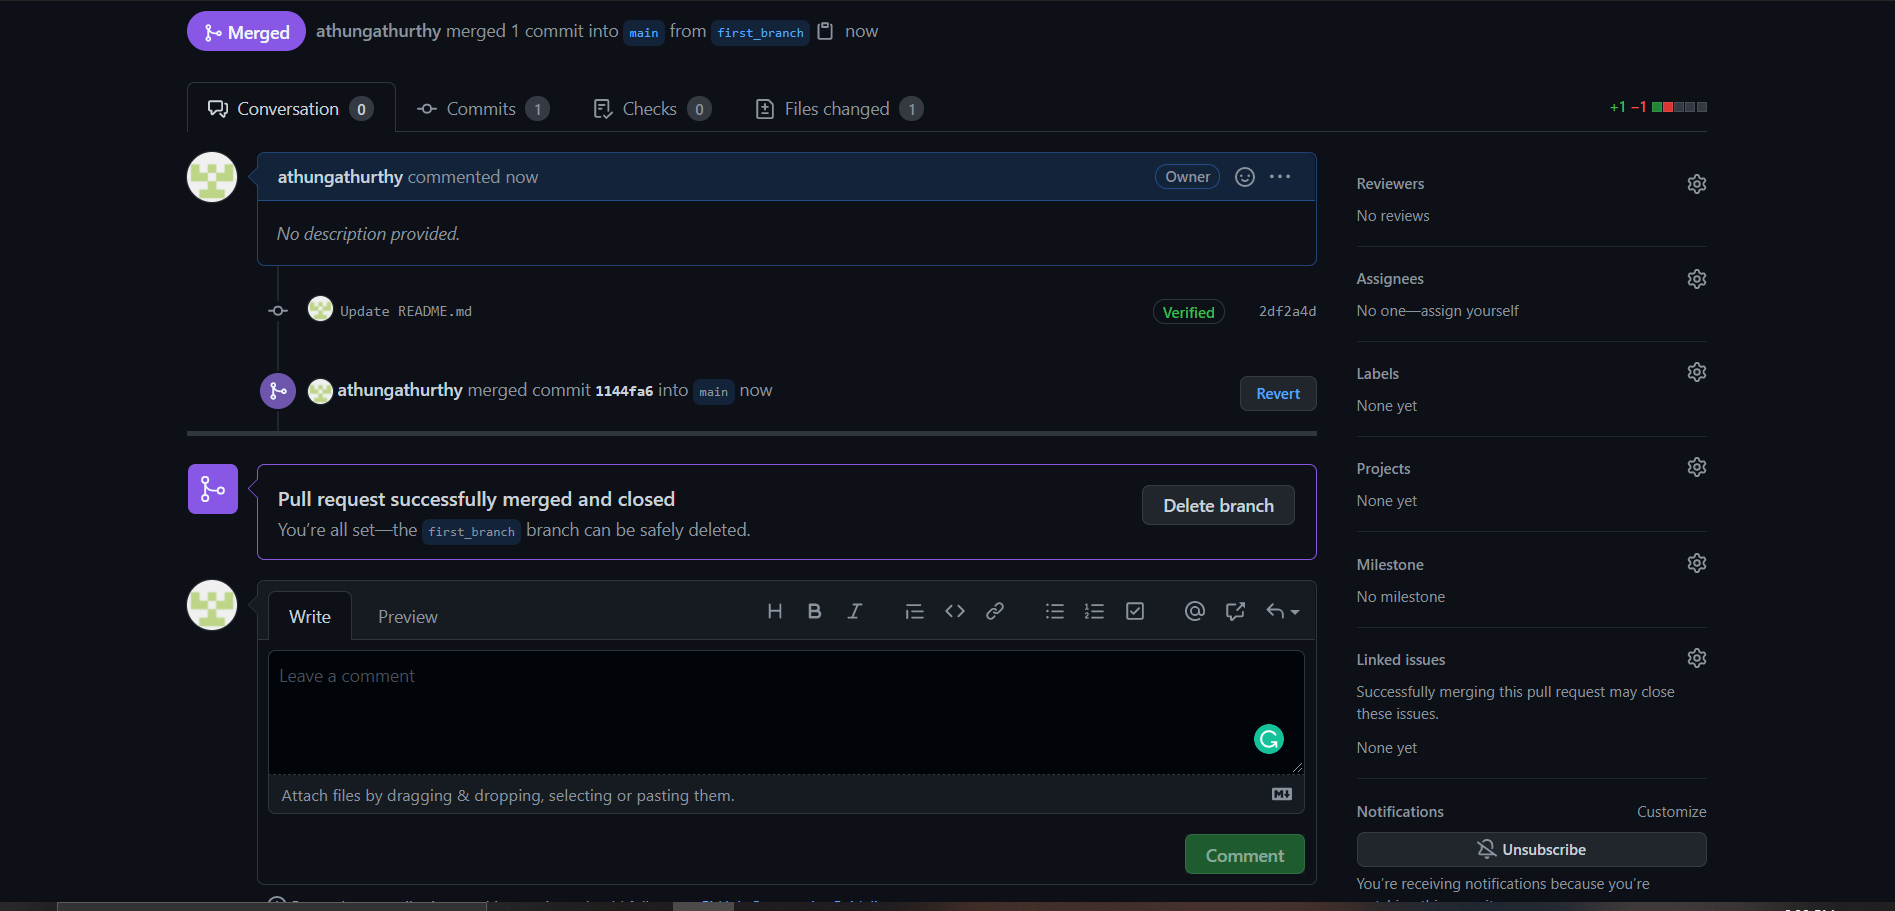 Merged athungathurthy merged 1 commit into main from first_branch now
Conversation 0 Commits 1 Checks 0 Files changed 1 +1 −1
athungathurthy commented now Owner
No description provided.
Update README.md Verified 2df2a4d
athungathurthy merged commit 1144fa6 into main now Revert
Pull request successfully merged and closed
You're all set—the first_branch branch can be safely deleted.
Delete branch
Write Preview
Leave a comment
Attach files by dragging & dropping, selecting or pasting them.
Comment
Reviewers
No reviews
Assignees
No one—assign yourself
Labels
None yet
Projects
None yet
Milestone
No milestone
Linked issues
Successfully merging this pull request may close
these issues.
None yet
Notifications Customize
Unsubscribe
You're receiving notifications because you're